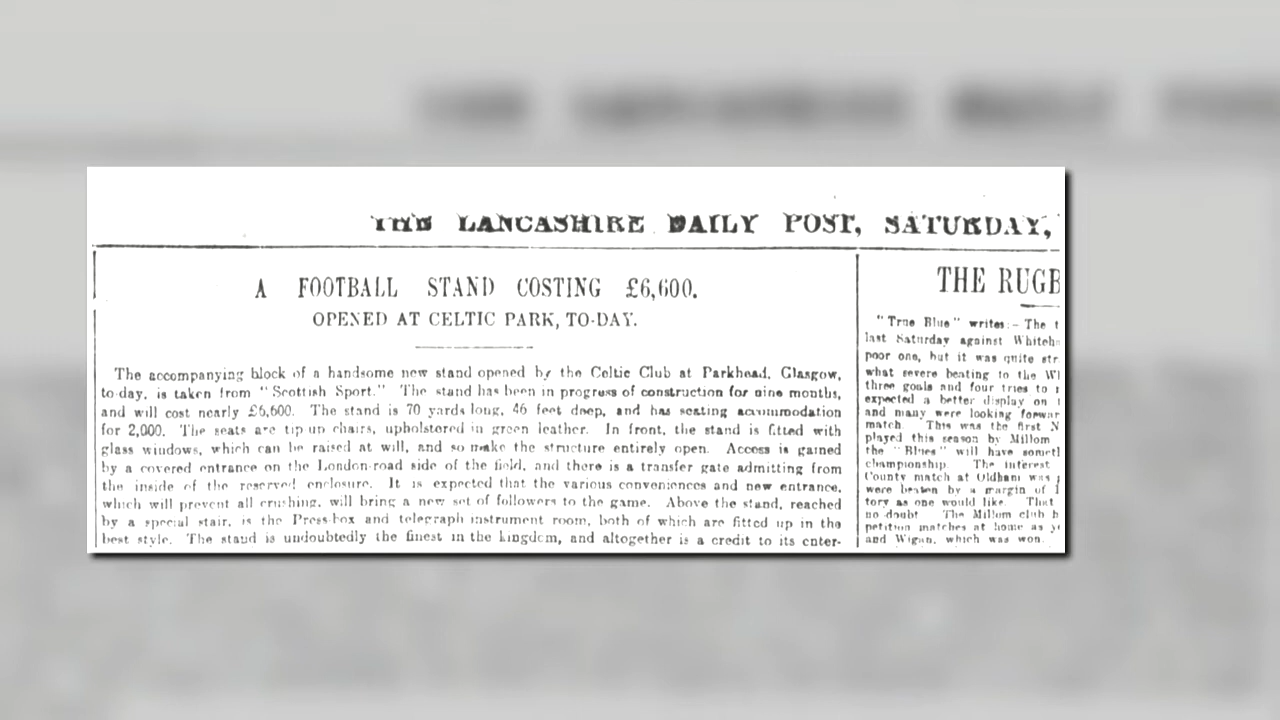 THE LANCASHIRE DAILY POST, SATURDAY,
A FOOTBALL STAND COSTING £6,600.
OPENED AT CELTIC PARK, TO-DAY.
The accompanying block of a handsome new stand opened by the Celtic Club at Parkhead, Glasgow,
to-day, is taken from "Scottish Sport." The stand has been in progress of construction for nine months,
and will cost nearly £6,600. The stand is 70 yards long, 46 feet deep, and has seating accommodation
for 2,000. The seats are tip up chairs, upholstered in green leather. In front, the stand is fitted with
glass windows, which can be raised at will, and so make the structure entirely open. Access is gained
by a covered entrance on the London-road side of the field, and there is a transfer gate admitting from
the inside of the reserved enclosure. It is expected that the various conveniences and new entrance,
which will prevent all crushing, will bring a new set of followers to the game. Above the stand, reached
by a special stair, is the Press-box and telegraph instrument room, both of which are fitted up in the
best style. The stand is undoubtedly the finest in the kingdom, and altogether is a credit to its enter-
THE RUGB
"True Blue" writes:- The t
last Saturday against Whiteh
poor one, but it was quite str
what severe beating to the W
three goals and four tries to
expected a better display on
and many were looking forwar
match. This was the first N
played this season by Millom
the "Blues" will have somet
championship. The interest
County match at Oldham was
were beaten by a margin of 1
tory as one would like. That
no doubt The Millom club h
petition matches at home as
and Wigan, which was won.